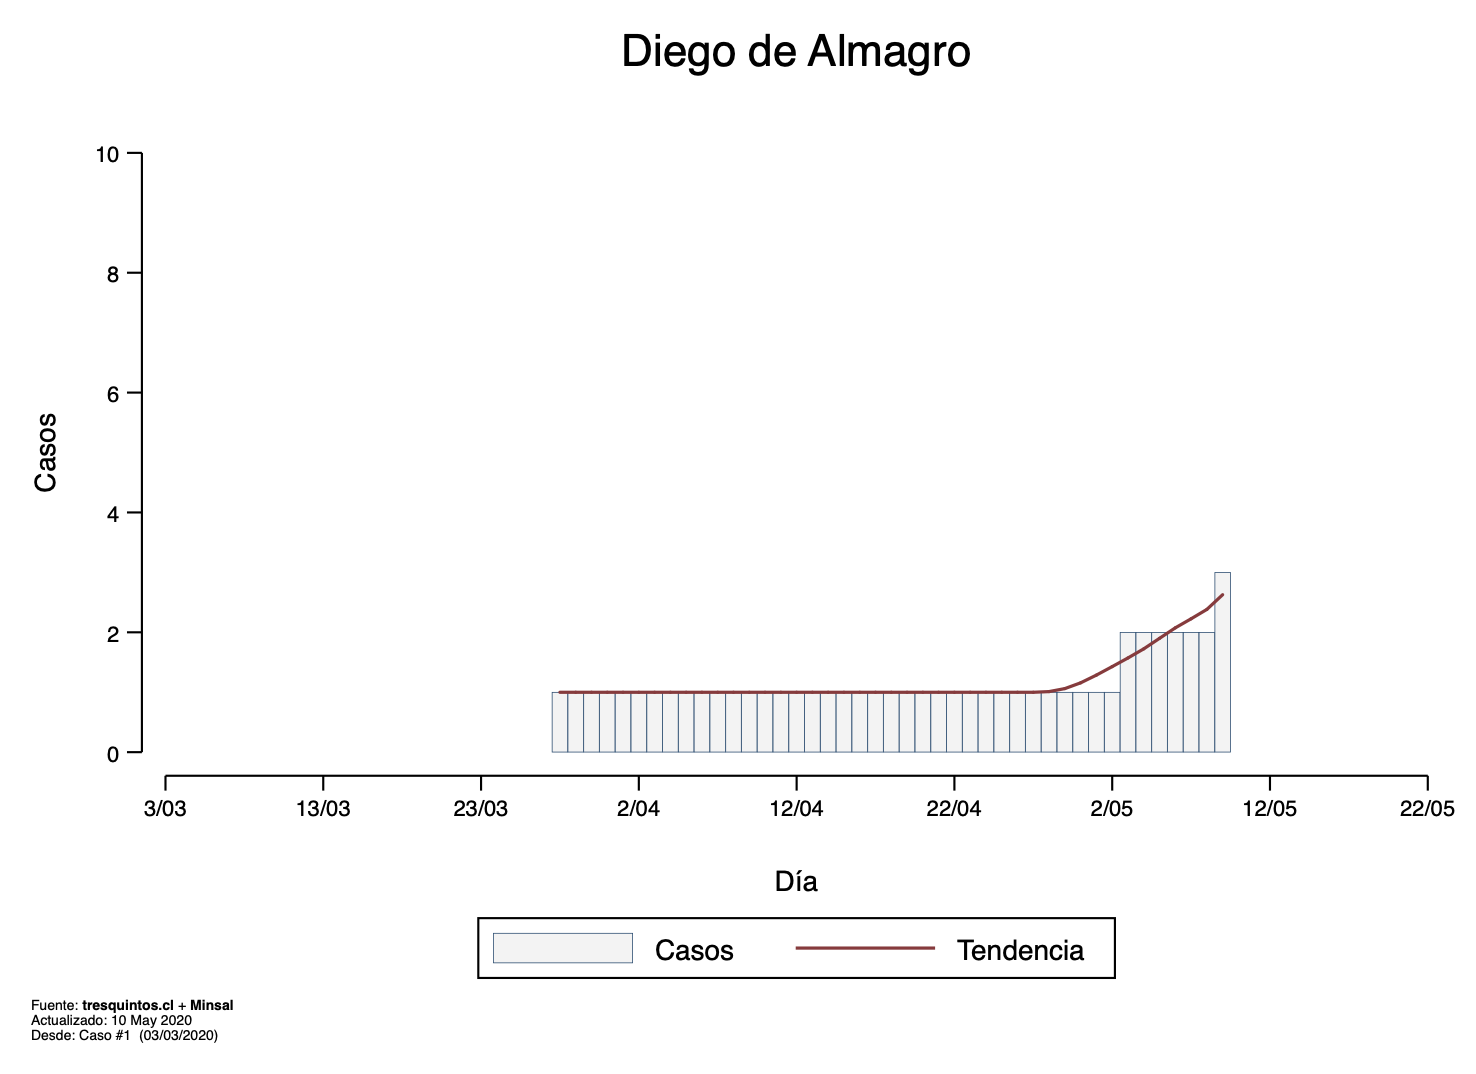 Diego de Almagro
10
8
6
4
2
0
Casos
3/03 13/03 23/03 2/04 12/04 22/04 2/05 12/05 22/05
Día
Casos Tendencia
Fuente: tresquintos.cl + Minsal
Actualizado: 10 May 2020
Desde: Caso #1 (03/03/2020)